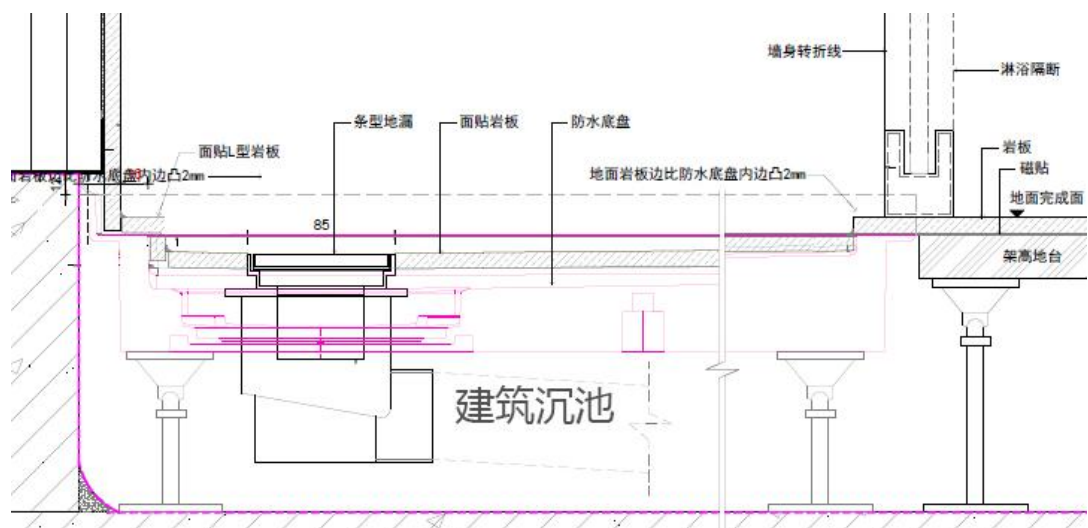 墙身转折线
淋浴隔断
条型地漏
面贴岩板
防水底盘
岩板
面贴L型岩板
磁贴
岩板边比防水底盘内边凸2mm
地面岩板边比防水底盘内边凸2mm
地面完成面
85
架高地台
建筑沉池